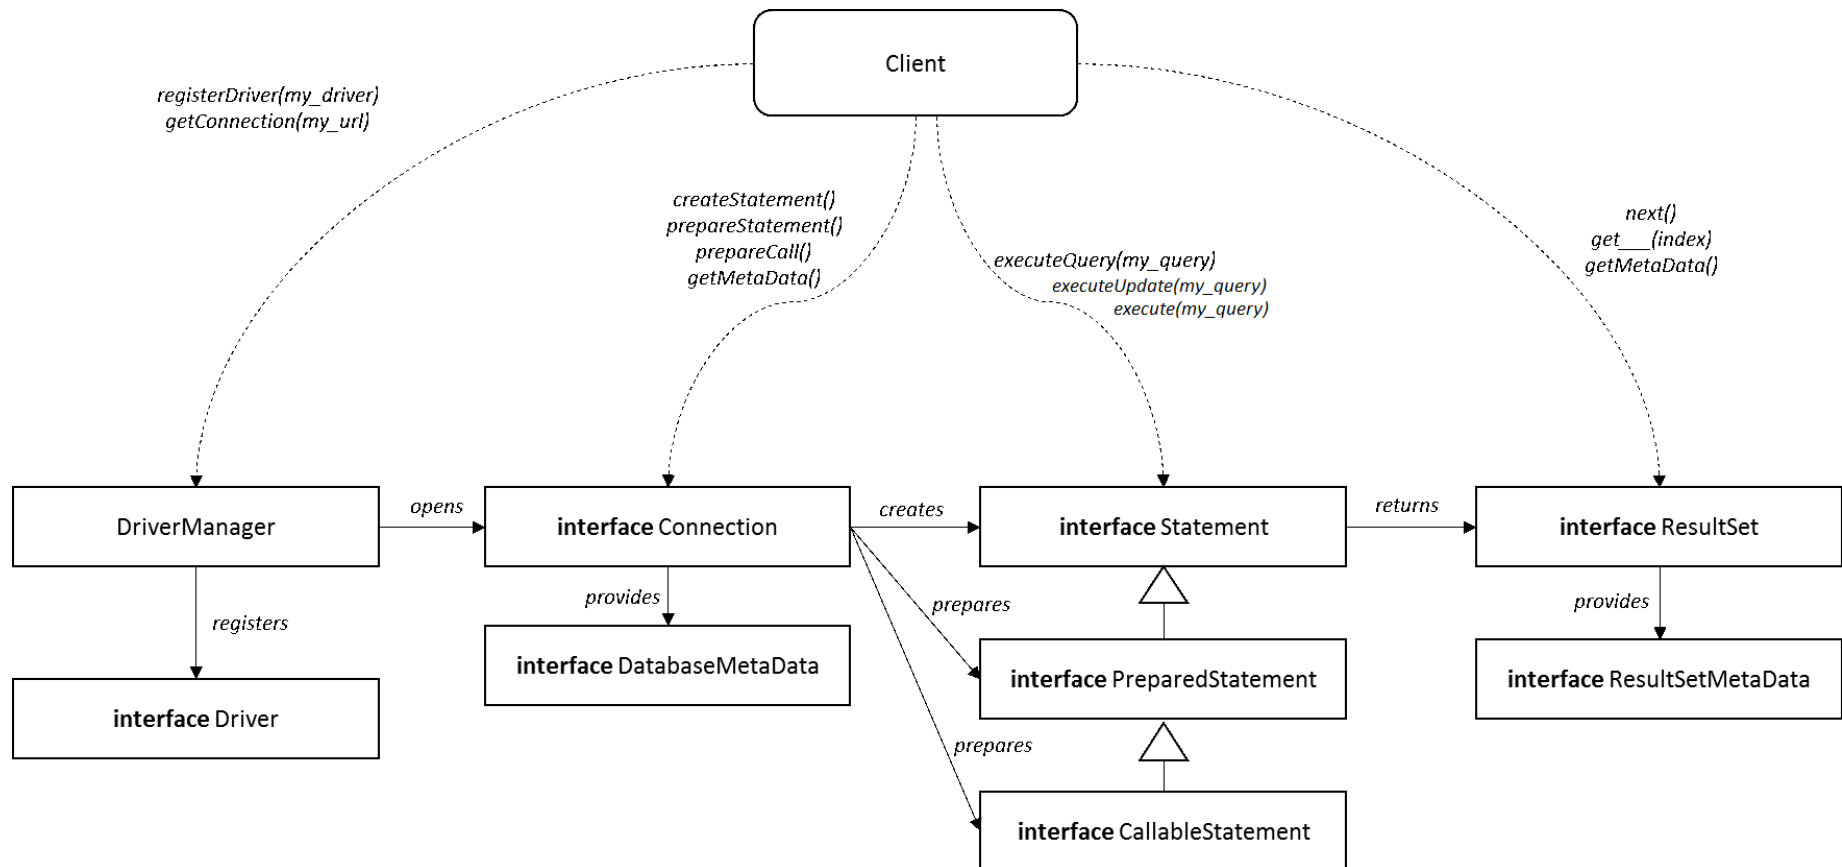 Client
registerDriver(my_driver)
getConnection(my_url)
createStatement()
prepareStatement()
prepareCall()
getMetaData()
executeQuery(my_query)
executeUpdate(my_query)
execute(my_query)
next()
get___(index)
getMetaData()
DriverManager
opens
interface Connection
creates
interface Statement
returns
interface ResultSet
registers
provides
prepares
provides
interface Driver
interface DatabaseMetaData
interface PreparedStatement
interface ResultSetMetaData
prepares
interface CallableStatement